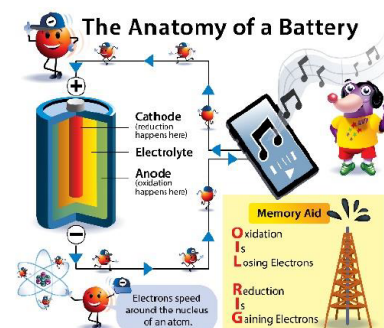 The Anatomy of a Battery
+
Cathode
(reduction
happens here)
Electrolyte
Anode
(oxidation
happens here)
−
Electrons speed
around the nucleus
of an atom.
Memory Aid
Oxidation
Is
Losing Electrons
Reduction
Is
Gaining Electrons